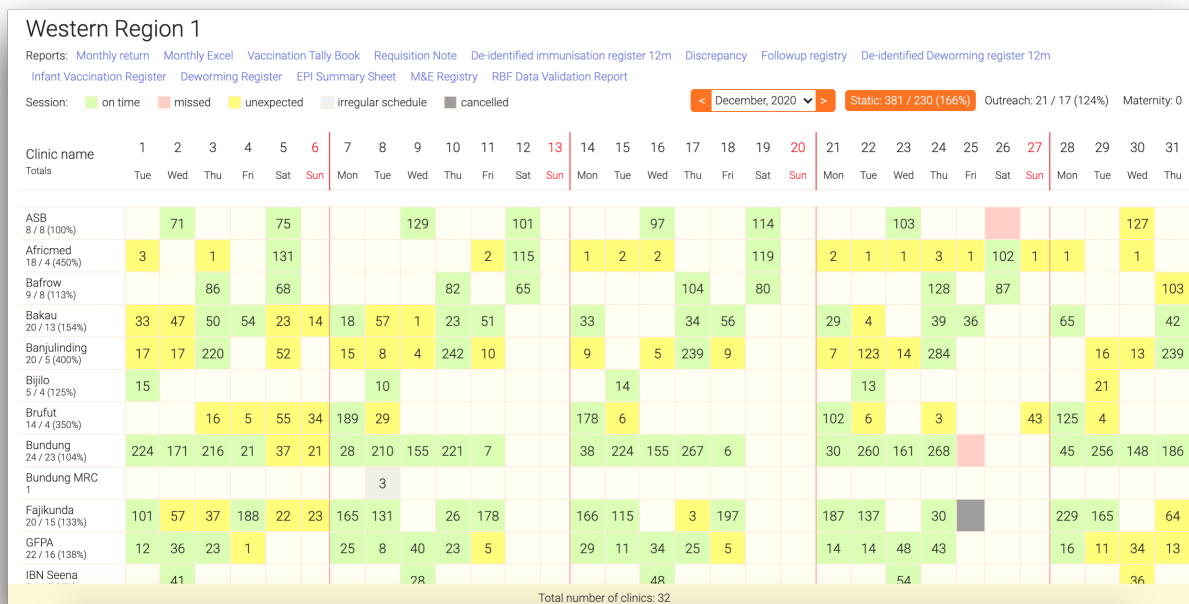 Western Region 1
Reports: Monthly return Monthly Excel Vaccination Tally Book Requisition Note De-identified immunisation register 12m Discrepancy Followup registry De-identified Deworming register 12m
Infant Vaccination Register Deworming Register EPI Summary Sheet M&E Registry RBF Data Validation Report
Session: on time missed unexpected irregular schedule cancelled < December, 2020 > Static: 381 / 230 (166%) Outreach: 21 / 17 (124%) Maternity: 0
Clinic name 1 2 3 4 5 6 7 8 9 10 11 12 13 14 15 16 17 18 19 20 21 22 23 24 25 26 27 28 29 30 31
Totals Tue Wed Thu Fri Sat Sun Mon Tue Wed Thu Fri Sat Sun Mon Tue Wed Thu Fri Sat Sun Mon Tue Wed Thu Fri Sat Sun Mon Tue Wed Thu
ASB 71 75 129 101 97 114 103 127
8 / 8 (100%)
Africmed 3 1 131 2 115 1 2 2 119 2 1 1 3 1 102 1 1 1
18 / 4 (450%)
Bafrow 86 68 82 65 104 80 128 87 103
9 / 8 (113%)
Bakau 33 47 50 54 23 14 18 57 1 23 51 33 34 56 29 4 39 36 65 42
20 / 13 (154%)
Banjulinding 17 17 220 52 15 8 4 242 10 9 5 239 9 7 123 14 284 16 13 239
20 / 5 (400%)
Bijilo 15 10 14 13 21
5 / 4 (125%)
Brufut 16 5 55 34 189 29 178 6 102 6 3 43 125 4
14 / 4 (350%)
Bundung 224 171 216 21 37 21 28 210 155 221 7 38 224 155 267 6 30 260 161 268 45 256 148 186
24 / 23 (104%)
Bundung MRC 3
1
Fajikunda 101 57 37 188 22 23 165 131 26 178 166 115 3 197 187 137 30 229 165 64
20 / 15 (133%)
GFPA 12 36 23 1 25 8 40 23 5 29 11 34 25 5 14 14 48 43 16 11 34 13
22 / 16 (138%)
IBN Seena 41 28 48 54 36
Total number of clinics: 32